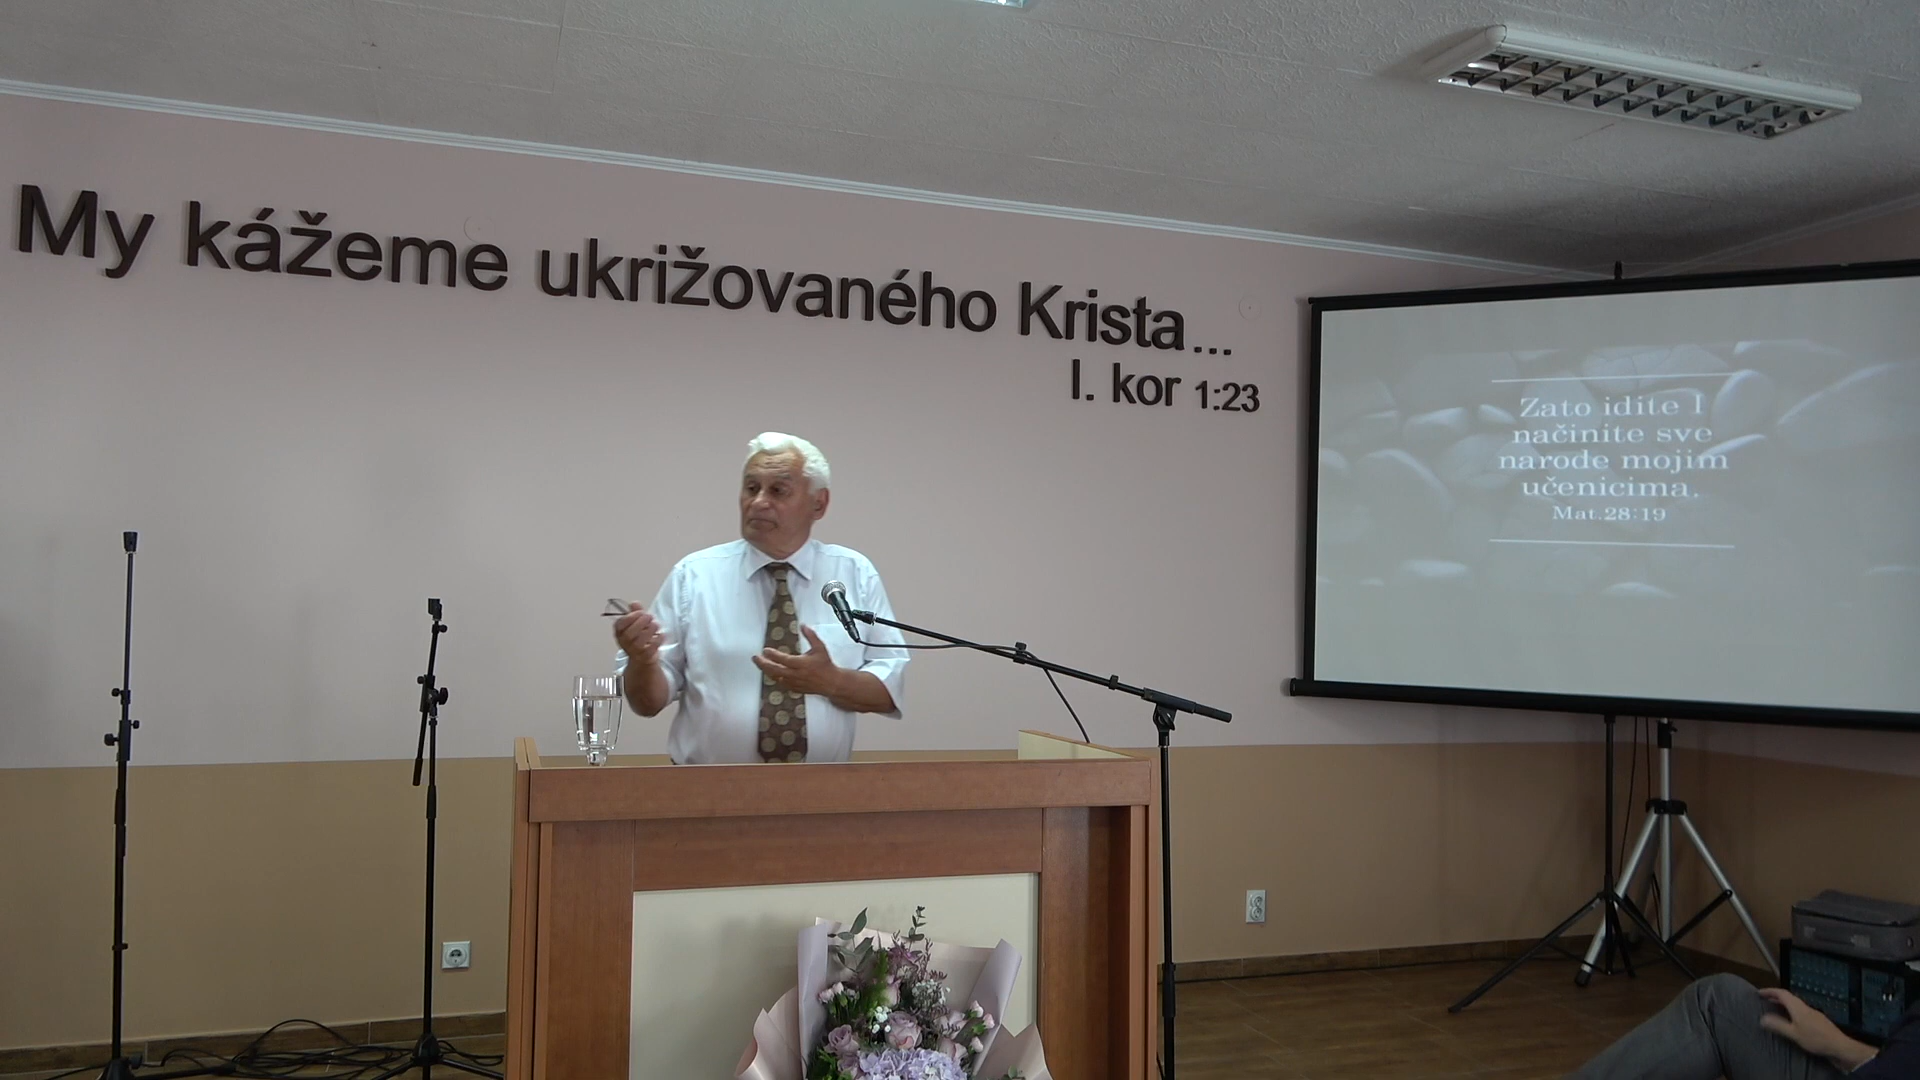 My kážeme ukrižovaného Krista...
I. kor 1:23
Zato idite I
načinite sve
narode mojim
učenicima.
Mat.28:19